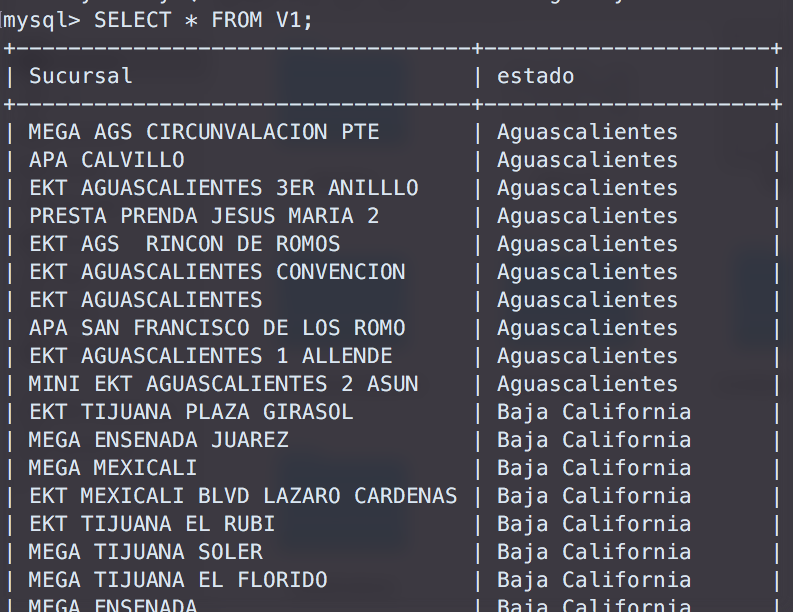 mysql> SELECT * FROM V1;
+-----------------------------------+----------------------+
| Sucursal | estado |
+-----------------------------------+----------------------+
| MEGA AGS CIRCUNVALACION PTE | Aguascalientes |
| APA CALVILLO | Aguascalientes |
| EKT AGUASCALIENTES 3ER ANILLLO | Aguascalientes |
| PRESTA PRENDA JESUS MARIA 2 | Aguascalientes |
| EKT AGS  RINCON DE ROMOS | Aguascalientes |
| EKT AGUASCALIENTES CONVENCION | Aguascalientes |
| EKT AGUASCALIENTES | Aguascalientes |
| APA SAN FRANCISCO DE LOS ROMO | Aguascalientes |
| EKT AGUASCALIENTES 1 ALLENDE | Aguascalientes |
| MINI EKT AGUASCALIENTES 2 ASUN | Aguascalientes |
| EKT TIJUANA PLAZA GIRASOL | Baja California |
| MEGA ENSENADA JUAREZ | Baja California |
| MEGA MEXICALI | Baja California |
| EKT MEXICALI BLVD LAZARO CARDENAS | Baja California |
| EKT TIJUANA EL RUBI | Baja California |
| MEGA TIJUANA SOLER | Baja California |
| MEGA TIJUANA EL FLORIDO | Baja California |
| MEGA ENSENADA | Baja California |